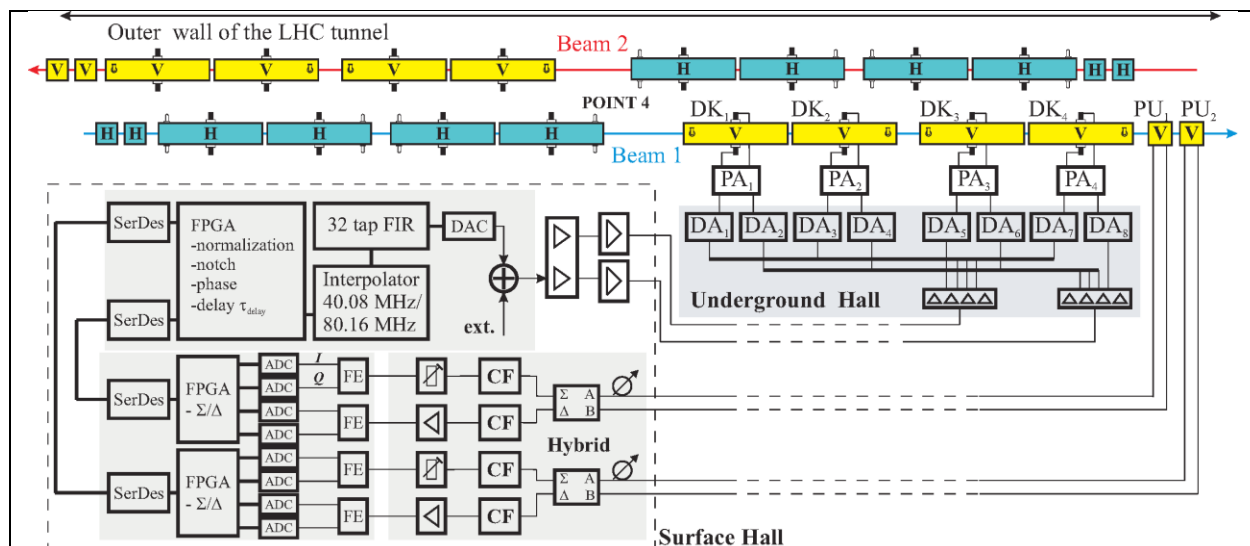 Outer wall of the LHC tunnel
Beam 2
V V ʊ V V V V ʊ
H H H H H H
POINT 4
DK₁ DK₂ DK₃ DK₄ PU₁ PU₂
H H H H H H
V ʊ V ʊ V V V V
Beam 1
PA₁ PA₂ PA₃ PA₄
DA₁ DA₂ DA₃ DA₄ DA₅ DA₆ DA₇ DA₈
Underground Hall
SerDes
FPGA
-normalization
-notch
-phase
-delay τdelay
SerDes
32 tap FIR
DAC
Interpolator
40.08 MHz/
80.16 MHz
ext.
SerDes
FPGA
- Σ/Δ
ADC I
ADC Q
ADC
ADC
FE
FE
CF
CF
Σ A
Δ B
Hybrid
SerDes
FPGA
- Σ/Δ
ADC
ADC
ADC
ADC
FE
FE
CF
CF
Σ A
Δ B
Surface Hall